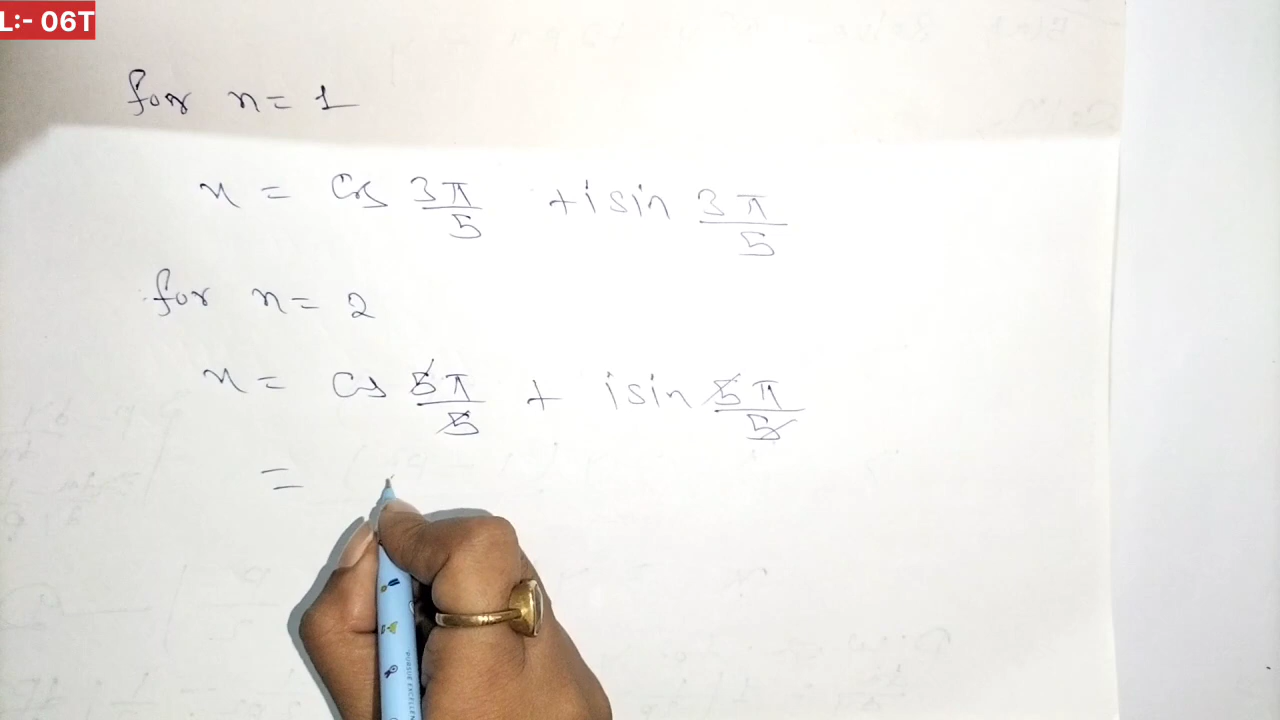 L:- 06T
for n = 1
x = cos 3π/5 + i sin 3π/5
for n = 2
x = cos 5π/5 + i sin 5π/5
=